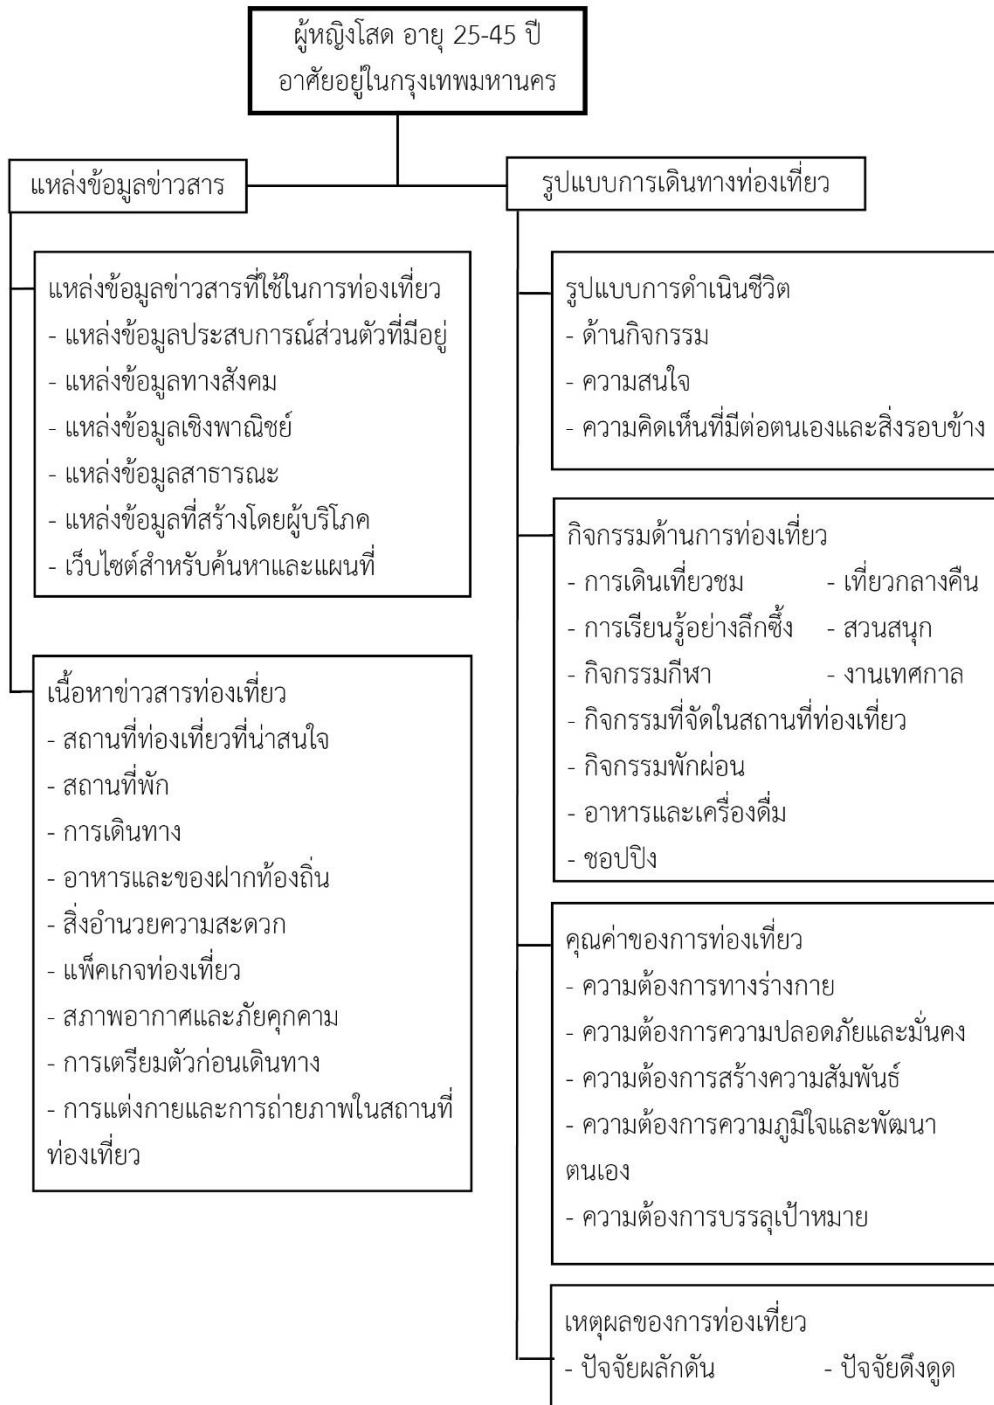 ผู้หญิงโสด อายุ 25-45 ปี
อาศัยอยู่ในกรุงเทพมหานคร
แหล่งข้อมูลข่าวสาร
แหล่งข้อมูลข่าวสารที่ใช้ในการท่องเที่ยว
- แหล่งข้อมูลประสบการณ์ส่วนตัวที่มีอยู่
- แหล่งข้อมูลทางสังคม
- แหล่งข้อมูลเชิงพาณิชย์
- แหล่งข้อมูลสาธารณะ
- แหล่งข้อมูลที่สร้างโดยผู้บริโภค
- เว็บไซต์สำหรับค้นหาและแผนที่
เนื้อหาข่าวสารท่องเที่ยว
- สถานที่ท่องเที่ยวที่น่าสนใจ
- สถานที่พัก
- การเดินทาง
- อาหารและของฝากท้องถิ่น
- สิ่งอำนวยความสะดวก
- แพ็คเกจท่องเที่ยว
- สภาพอากาศและภัยคุกคาม
- การเตรียมตัวก่อนเดินทาง
- การแต่งกายและการถ่ายภาพในสถานที่
ท่องเที่ยว
รูปแบบการเดินทางท่องเที่ยว
รูปแบบการดำเนินชีวิต
- ด้านกิจกรรม
- ความสนใจ
- ความคิดเห็นที่มีต่อตนเองและสิ่งรอบข้าง
กิจกรรมด้านการท่องเที่ยว
- การเดินเที่ยวชม - เที่ยวกลางคืน
- การเรียนรู้อย่างลึกซึ้ง - สวนสนุก
- กิจกรรมกีฬา - งานเทศกาล
- กิจกรรมที่จัดในสถานที่ท่องเที่ยว
- กิจกรรมพักผ่อน
- อาหารและเครื่องดื่ม
- ชอปปิง
คุณค่าของการท่องเที่ยว
- ความต้องการทางร่างกาย
- ความต้องการความปลอดภัยและมั่นคง
- ความต้องการสร้างความสัมพันธ์
- ความต้องการความภูมิใจและพัฒนา
ตนเอง
- ความต้องการบรรลุเป้าหมาย
เหตุผลของการท่องเที่ยว
- ปัจจัยผลักดัน - ปัจจัยดึงดูด